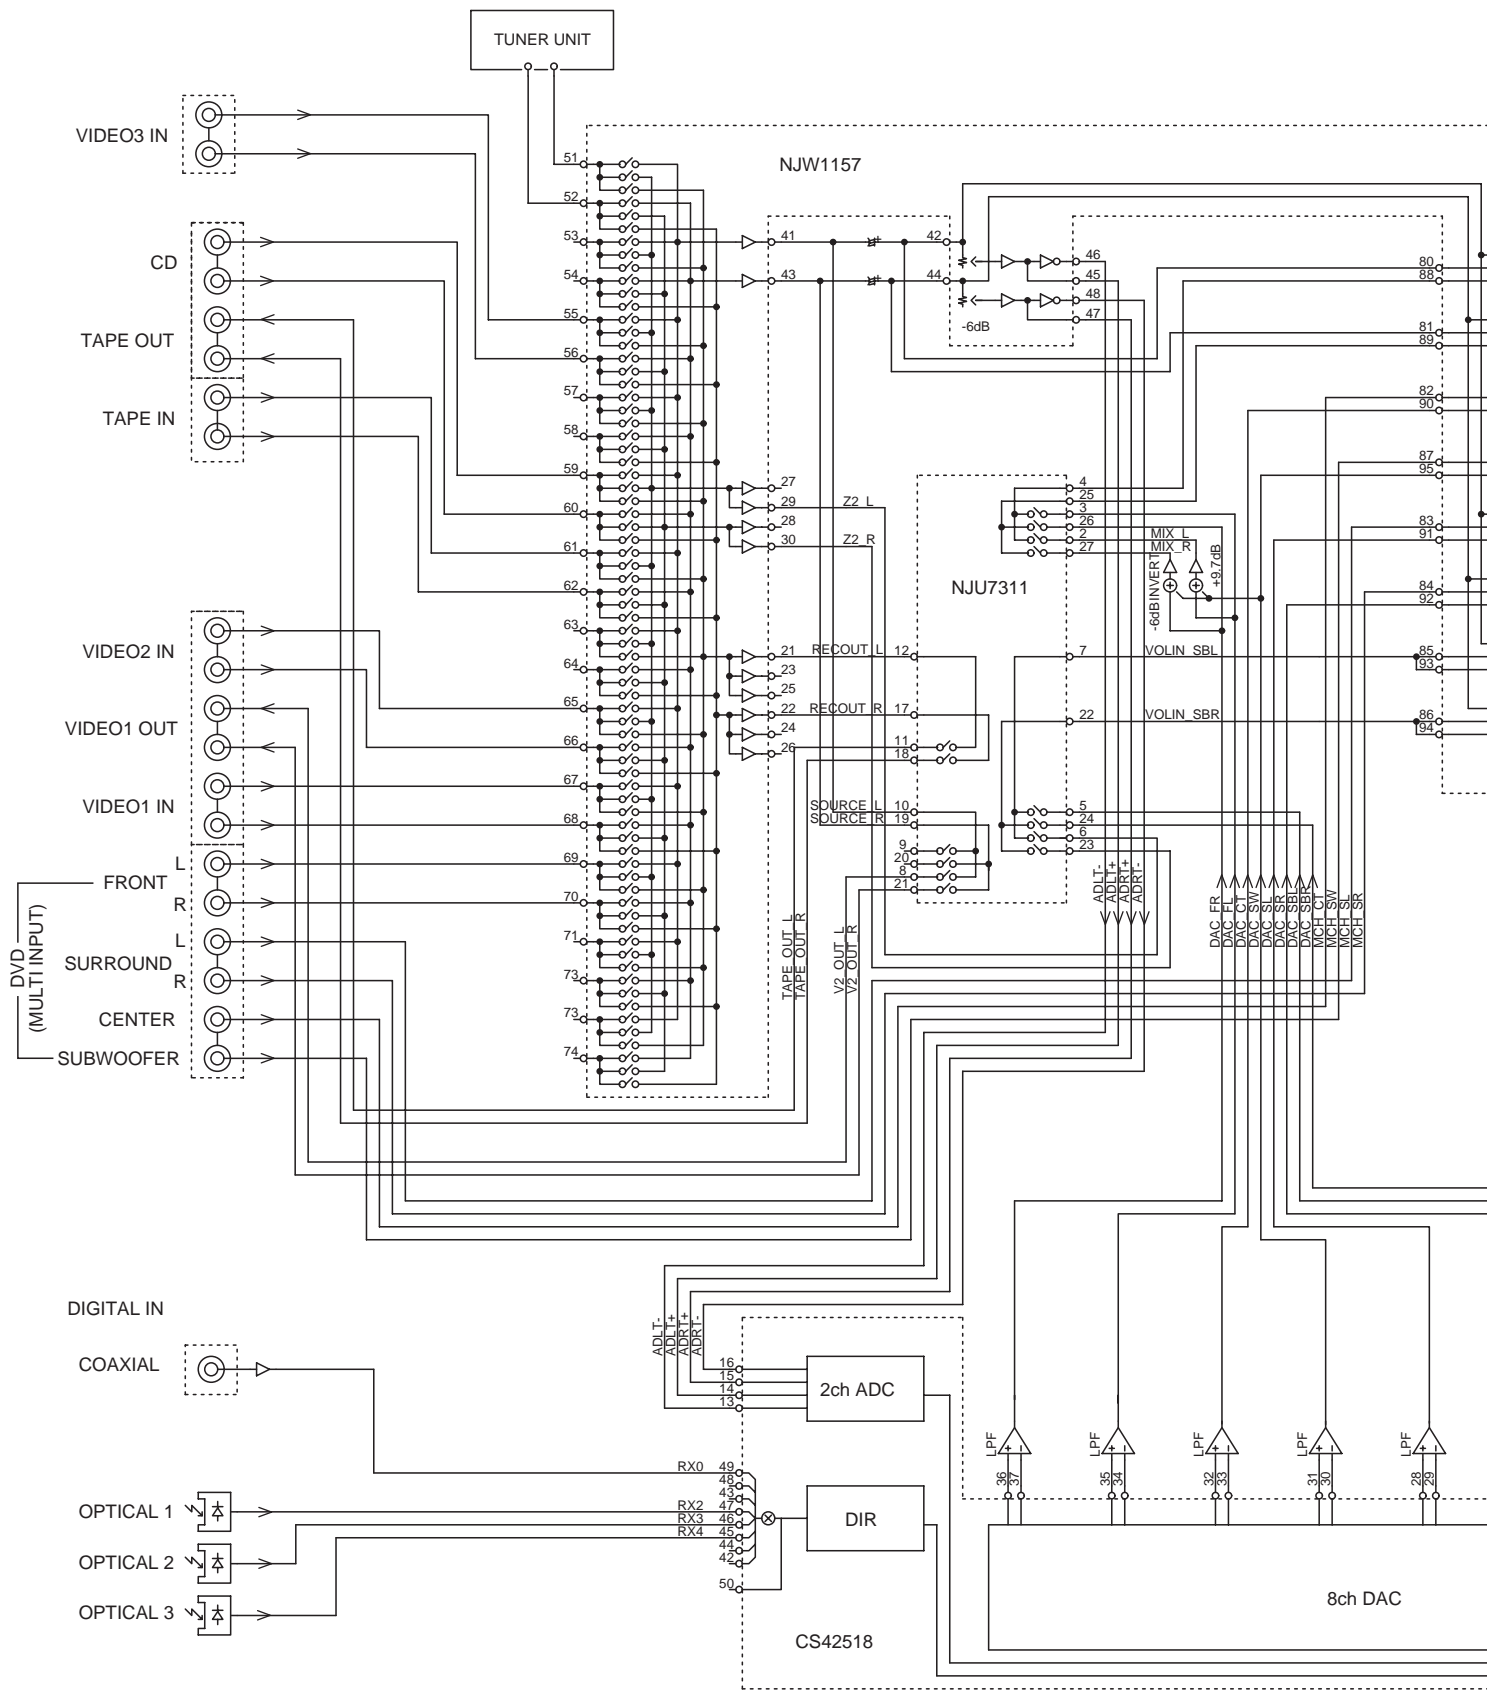 TUNER UNIT
VIDEO3 IN
NJW1157
51
52
53
41
42
46
80
CD
45
88
54
43
44
48
55
47
TAPE OUT
-6dB
81
89
56
57
82
90
TAPE IN
58
87
95
59
27
4
25
29
Z2_L
3
60
28
26
83
2
MIX_L
91
30
Z2_R
27
MIX_R
61
+9.7dB
-6dBINVERT
NJU7311
62
84
92
63
VIDEO2 IN
21
RECOUT_L
12
7
VOLIN_SBL
85
93
64
23
25
65
22
RECOUT_R
17
22
VOLIN_SBR
86
94
VIDEO1 OUT
24
66
26
11
18
67
VIDEO1 IN
SOURCE_L
10
5
SOURCE_R
19
24
68
6
9
23
20
L
69
8
FRONT
21
R
70
ADLT-
ADLT+
ADRT+
ADRT-
DAC_FR
DAC_FL
DAC_CT
DAC_SW
DAC_SL
DAC_SR
DAC_SBL
DAC_SBR
MCH_CT
MCH_SW
MCH_SL
MCH_SR
L
71
DVD
(MULTI INPUT)
SURROUND
R
73
TAPE_OUT_L
TAPE_OUT_R
V2_OUT_L
V2_OUT_R
CENTER
73
SUBWOOFER
74
DIGITAL IN
ADLT-
ADLT+
ADRT+
ADRT-
COAXIAL
16
15
14
13
2ch ADC
LPF
LPF
LPF
LPF
LPF
36
37
35
34
32
33
31
30
28
29
RX0
49
48
43
OPTICAL 1
RX2
47
RX3
46
RX4
45
DIR
44
42
OPTICAL 2
50
OPTICAL 3
8ch DAC
CS42518